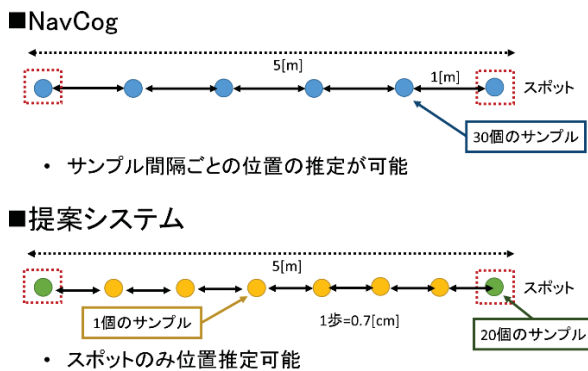 ■NavCog
5[m]
1[m]
スポット
30個のサンプル
• サンプル間隔ごとの位置の推定が可能
■提案システム
5[m]
スポット
1個のサンプル
1歩=0.7[cm]
20個のサンプル
• スポットのみ位置推定可能